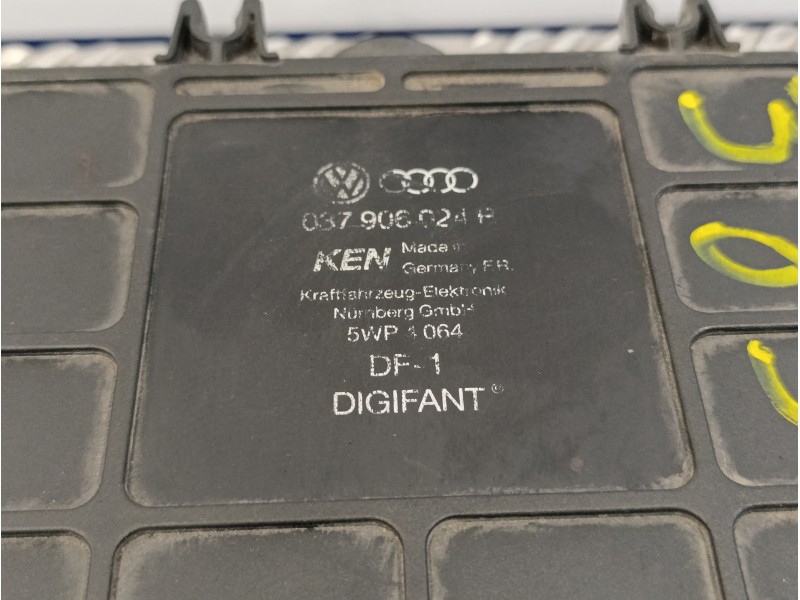 037 906 024
KEN Made in
Germany F.R.
Kraftfahrzeug-Elektronik
Nürnberg GmbH
5WP 4 064
DF-1
DIGIFANT®